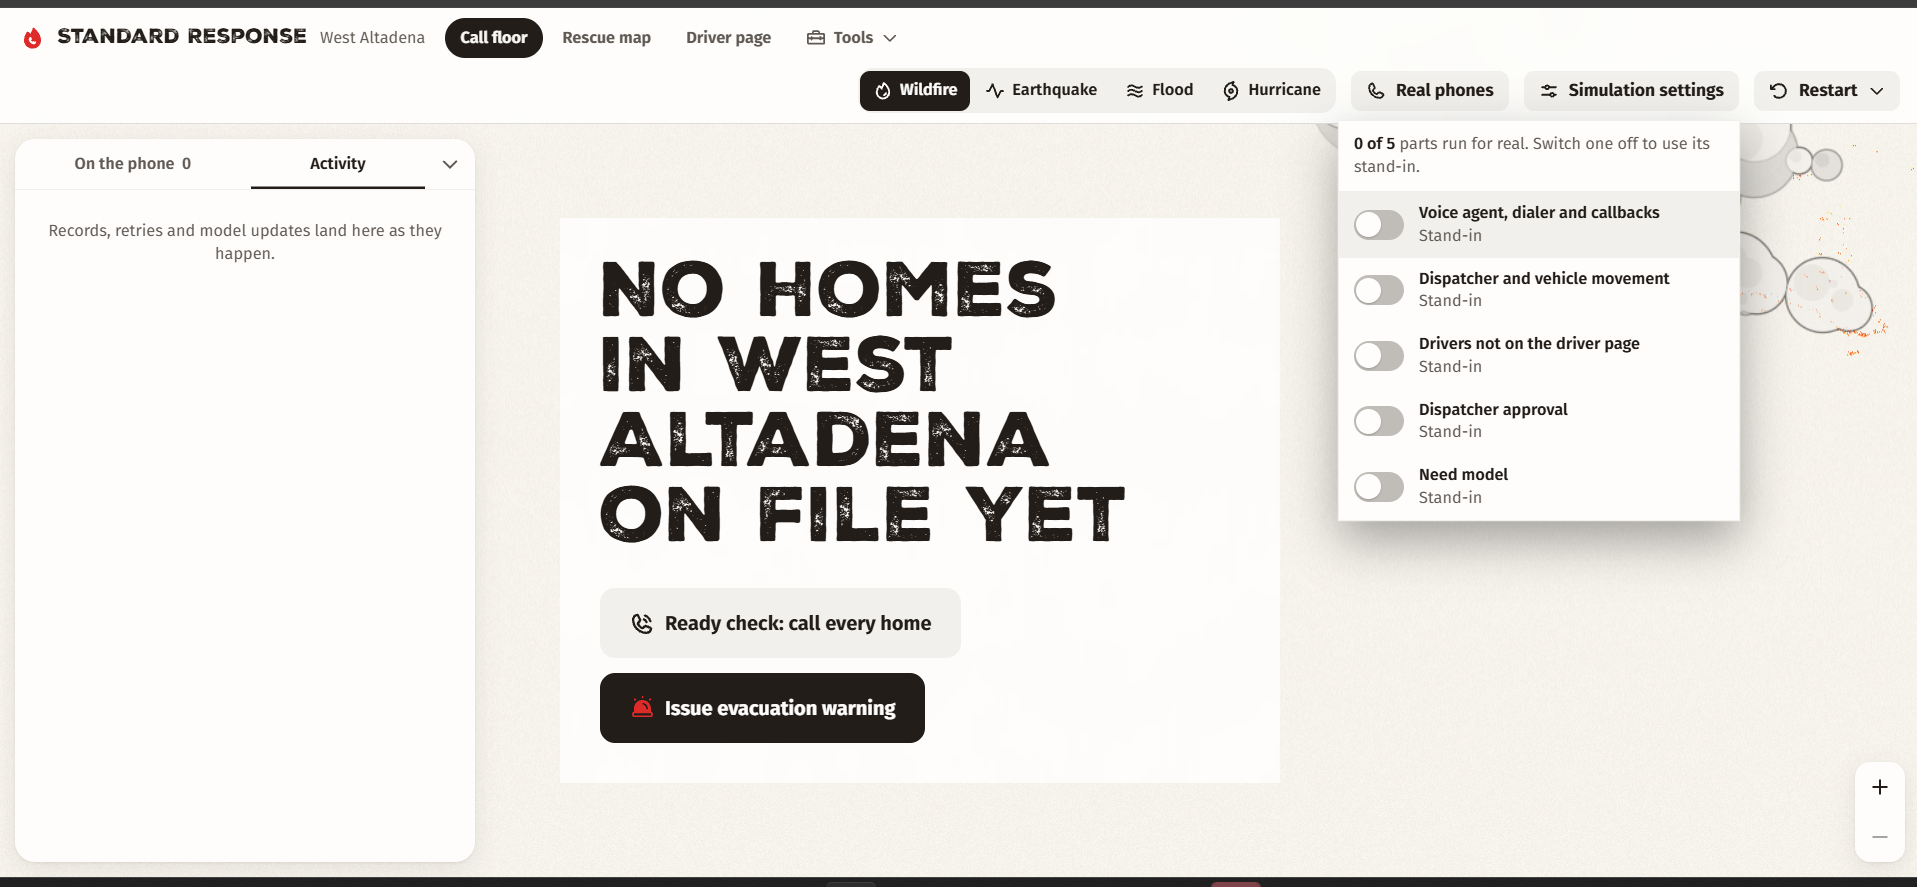 STANDARD RESPONSE West Altadena Call floor Rescue map Driver page Tools
Wildfire Earthquake Flood Hurricane Real phones Simulation settings Restart
On the phone 0 Activity
Records, retries and model updates land here as they
happen.
NO HOMES
IN WEST
ALTADENA
ON FILE YET
Ready check: call every home
Issue evacuation warning
0 of 5 parts run for real. Switch one off to use its
stand-in.
Voice agent, dialer and callbacks
Stand-in
Dispatcher and vehicle movement
Stand-in
Drivers not on the driver page
Stand-in
Dispatcher approval
Stand-in
Need model
Stand-in